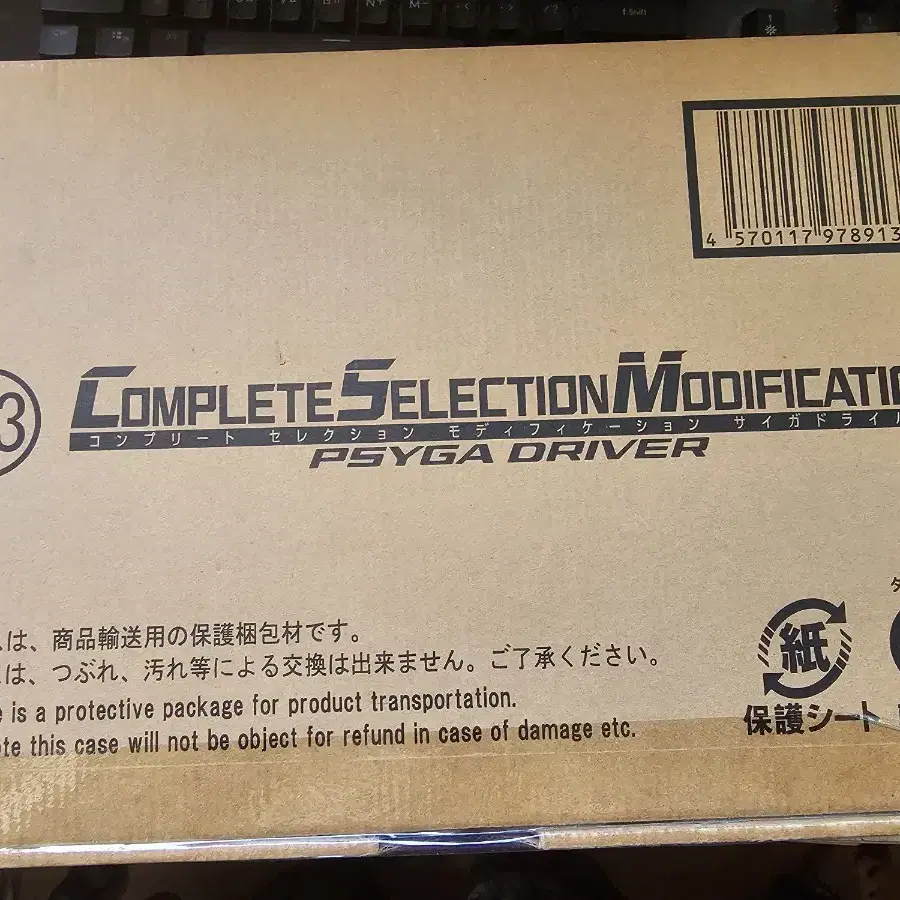 4 570117 978913
3
COMPLETE SELECTION MODIFICATIO
コンプリート セレクション モディフィケーション サイガドライ
PSYGA DRIVER
は、商品輸送用の保護梱包材です。
は、つぶれ、汚れ等による交換は出来ません。ご了承ください。
e is a protective package for product transportation.
te this case will not be object for refund in case of damage etc.
紙
保護シート